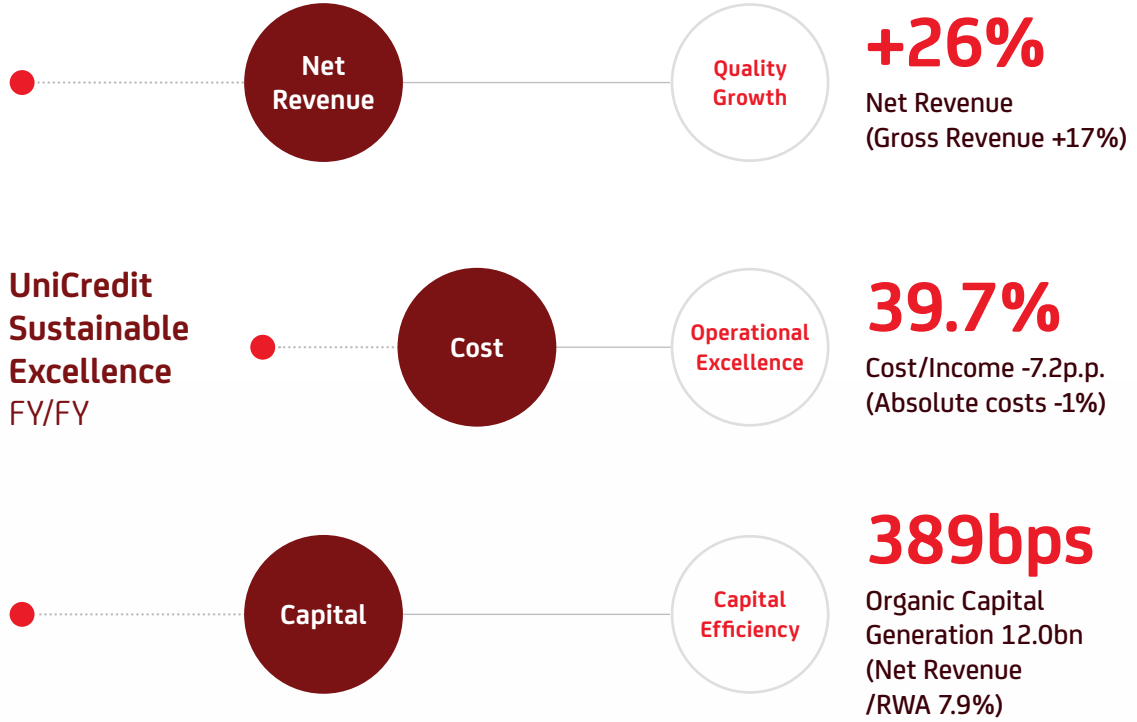 Net
Revenue
Quality
Growth
+26%
Net Revenue
(Gross Revenue +17%)
UniCredit
Sustainable
Excellence
FY/FY
Cost
Operational
Excellence
39.7%
Cost/Income -7.2p.p.
(Absolute costs -1%)
Capital
Capital
Efficiency
389bps
Organic Capital
Generation 12.0bn
(Net Revenue
/RWA 7.9%)